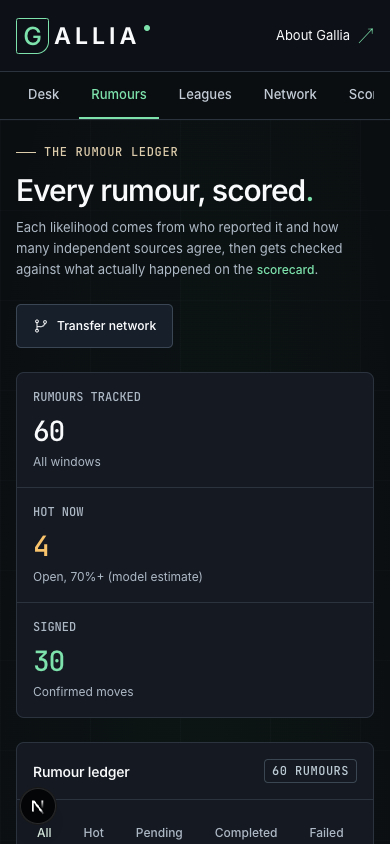 GALLIA
About Gallia
Desk Rumours Leagues Network
THE RUMOUR LEDGER
Every rumour, scored.
Each likelihood comes from who reported it and how
many independent sources agree, then gets checked
against what actually happened on the scorecard.
Transfer network
RUMOURS TRACKED
60
All windows
HOT NOW
4
Open, 70%+ (model estimate)
SIGNED
30
Confirmed moves
Rumour ledger
60 RUMOURS
N
All Hot Pending Completed Failed